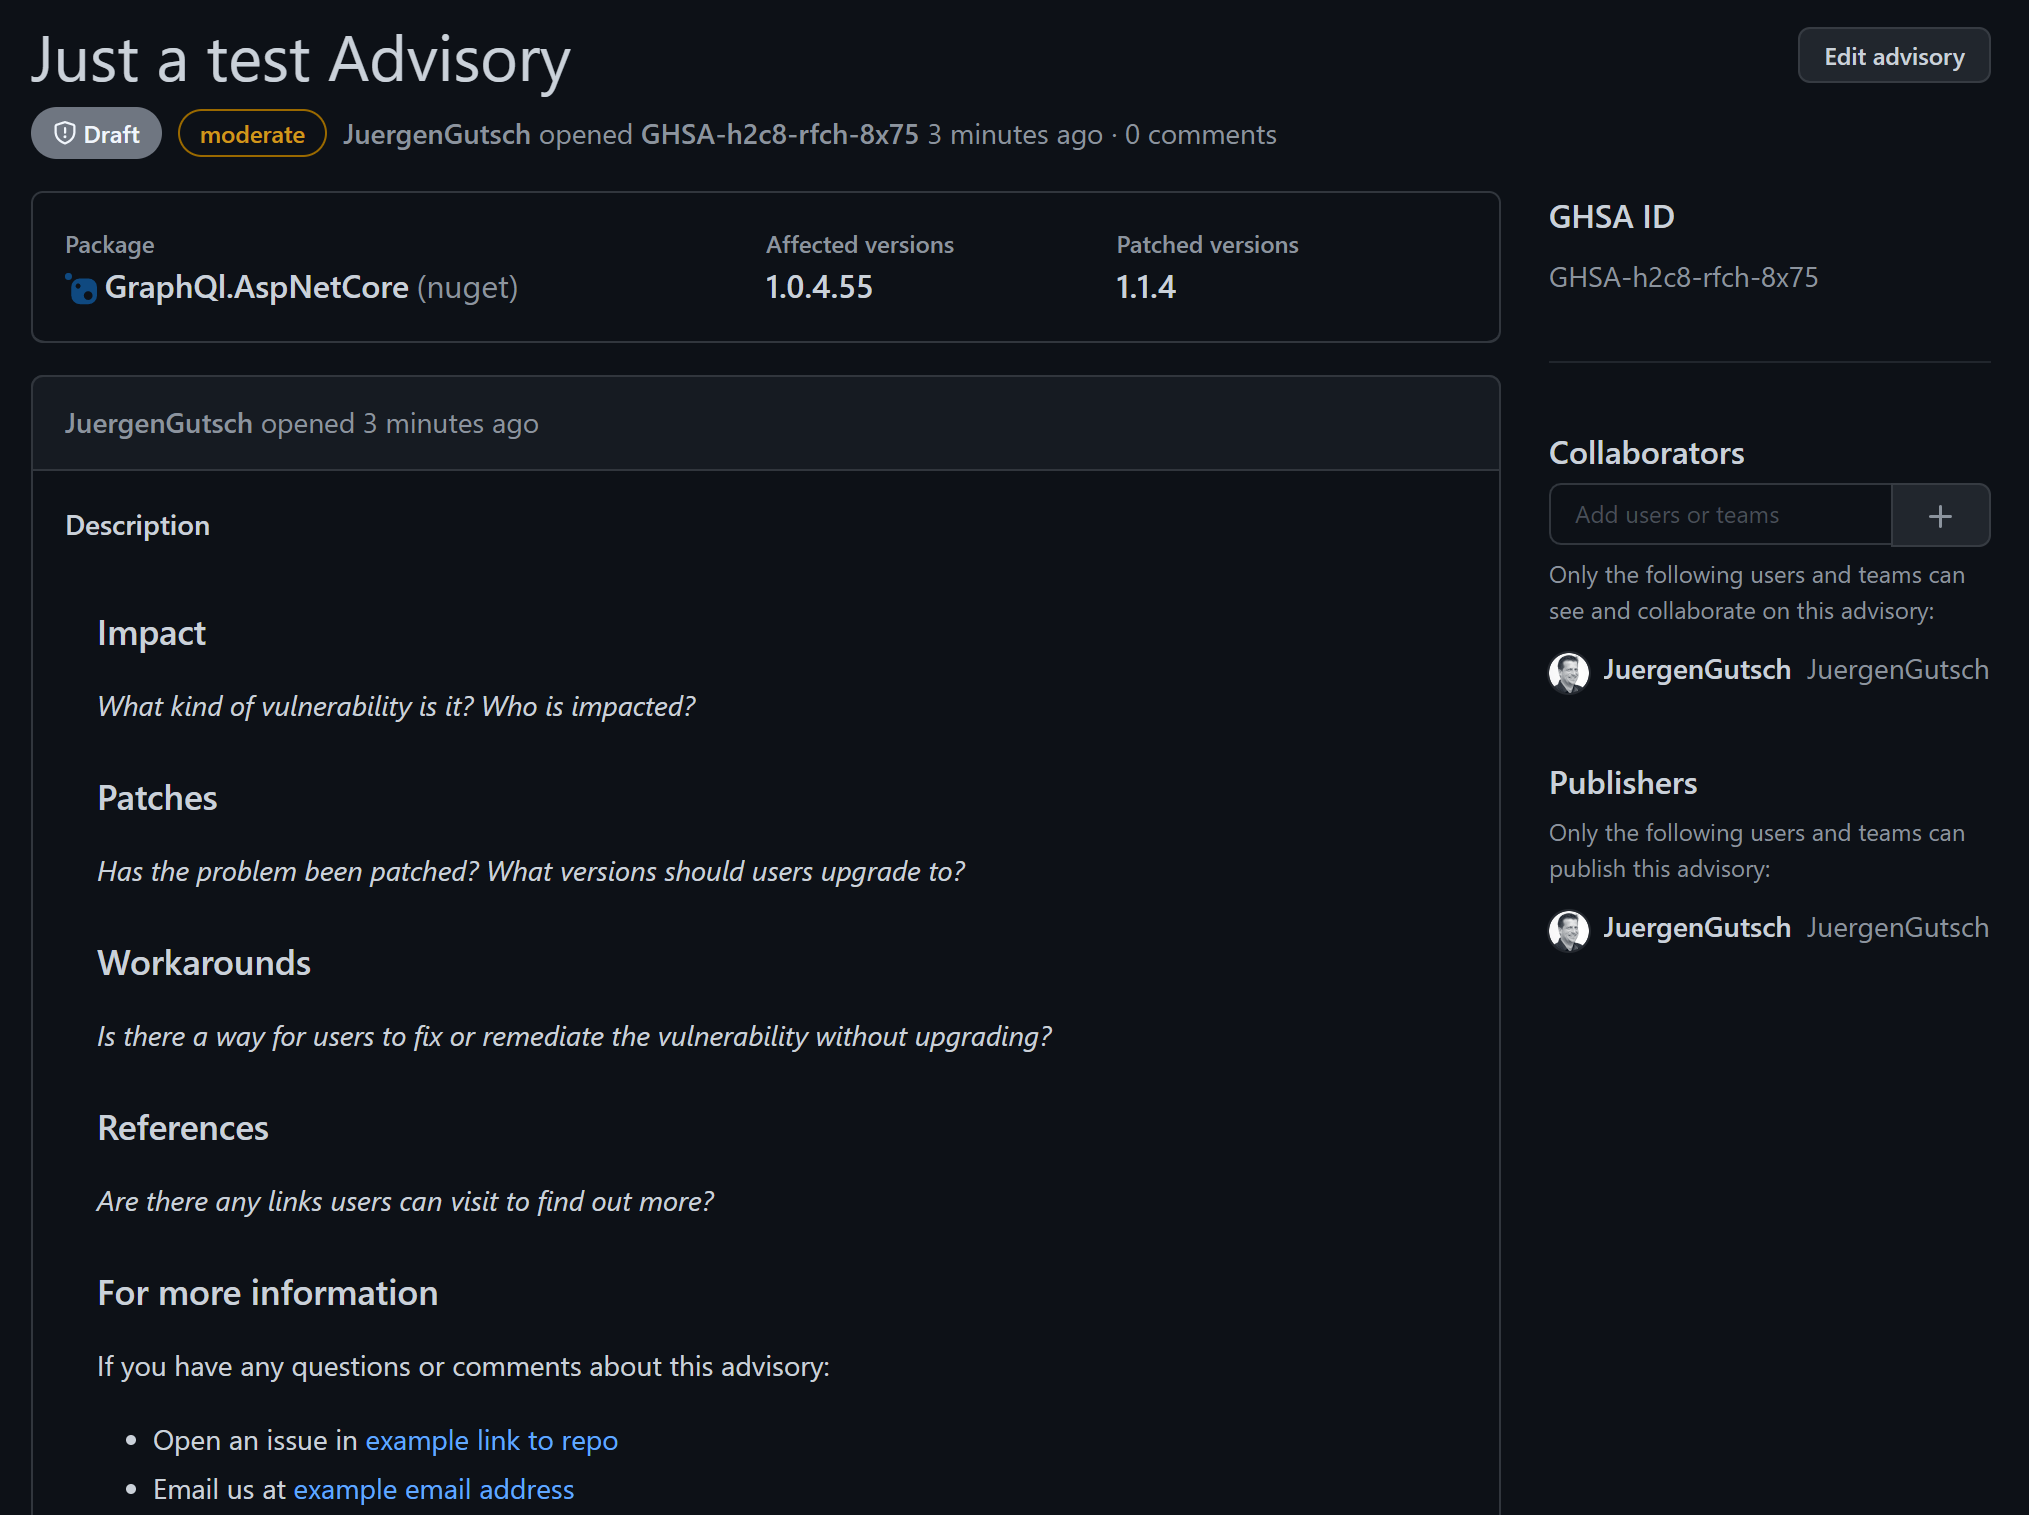 Just a test Advisory
Edit advisory
Draft moderate JuergenGutsch opened GHSA-h2c8-rfch-8x75 3 minutes ago · 0 comments
Package
GraphQl.AspNetCore (nuget)
Affected versions
1.0.4.55
Patched versions
1.1.4
JuergenGutsch opened 3 minutes ago
Description
Impact
What kind of vulnerability is it? Who is impacted?
Patches
Has the problem been patched? What versions should users upgrade to?
Workarounds
Is there a way for users to fix or remediate the vulnerability without upgrading?
References
Are there any links users can visit to find out more?
For more information
If you have any questions or comments about this advisory:
• Open an issue in example link to repo
• Email us at example email address
GHSA ID
GHSA-h2c8-rfch-8x75
Collaborators
Add users or teams
Only the following users and teams can
see and collaborate on this advisory:
JuergenGutsch JuergenGutsch
Publishers
Only the following users and teams can
publish this advisory:
JuergenGutsch JuergenGutsch